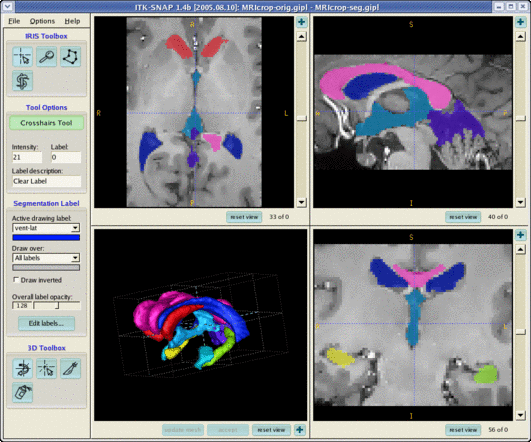 ITK-SNAP 1.4b [2005.08.10]: MRIcrop-orig.gipl - MRIcrop-seg.gipl
File Options Help
IRIS Toolbox
Tool Options
Crosshairs Tool
Intensity: Label:
21 0
Label description:
Clear Label
Segmentation Label
Active drawing label:
vent-lat
Draw over:
All labels
Draw inverted
Overall label opacity:
128
Edit labels...
3D Toolbox
A
R
L
P
reset view 33 of 0
S
A
P
I
reset view 40 of 0
update mesh accept reset view
S
R
L
I
reset view 56 of 0